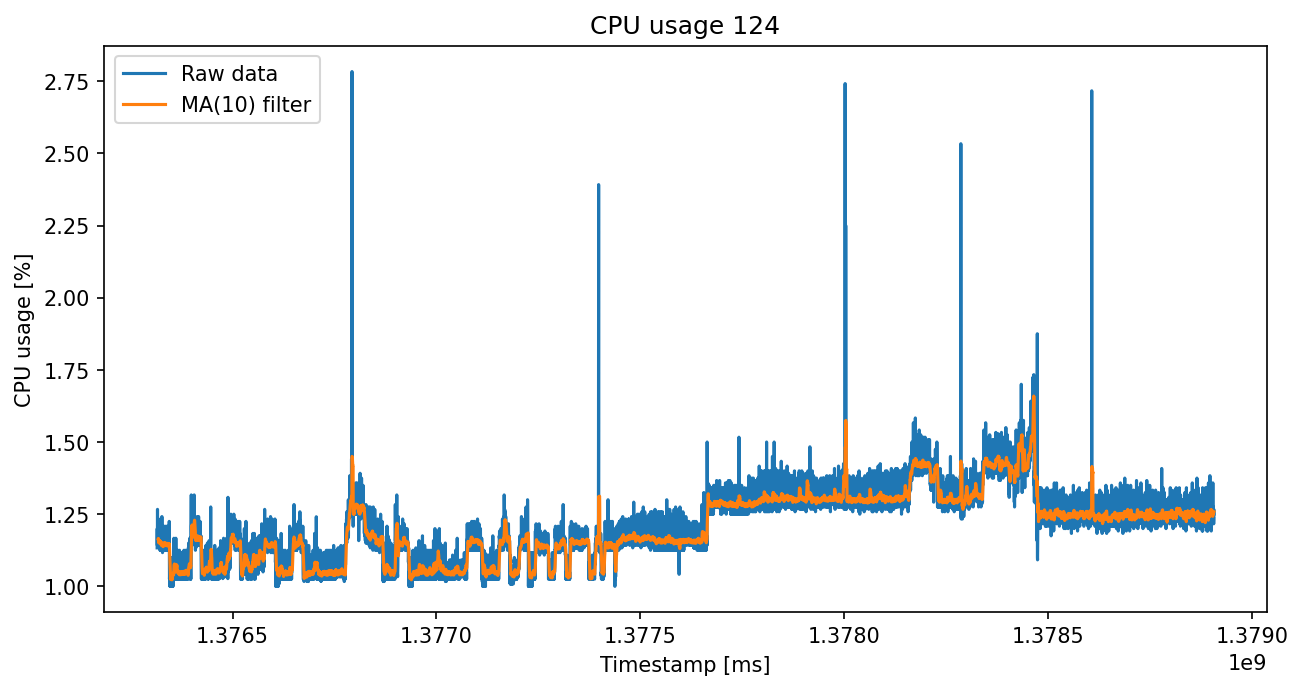 CPU usage 124
Raw data
MA(10) filter
2.75
2.50
2.25
2.00
1.75
1.50
1.25
1.00
CPU usage [%]
1.3765 1.3770 1.3775 1.3780 1.3785 1.3790
1e9
Timestamp [ms]